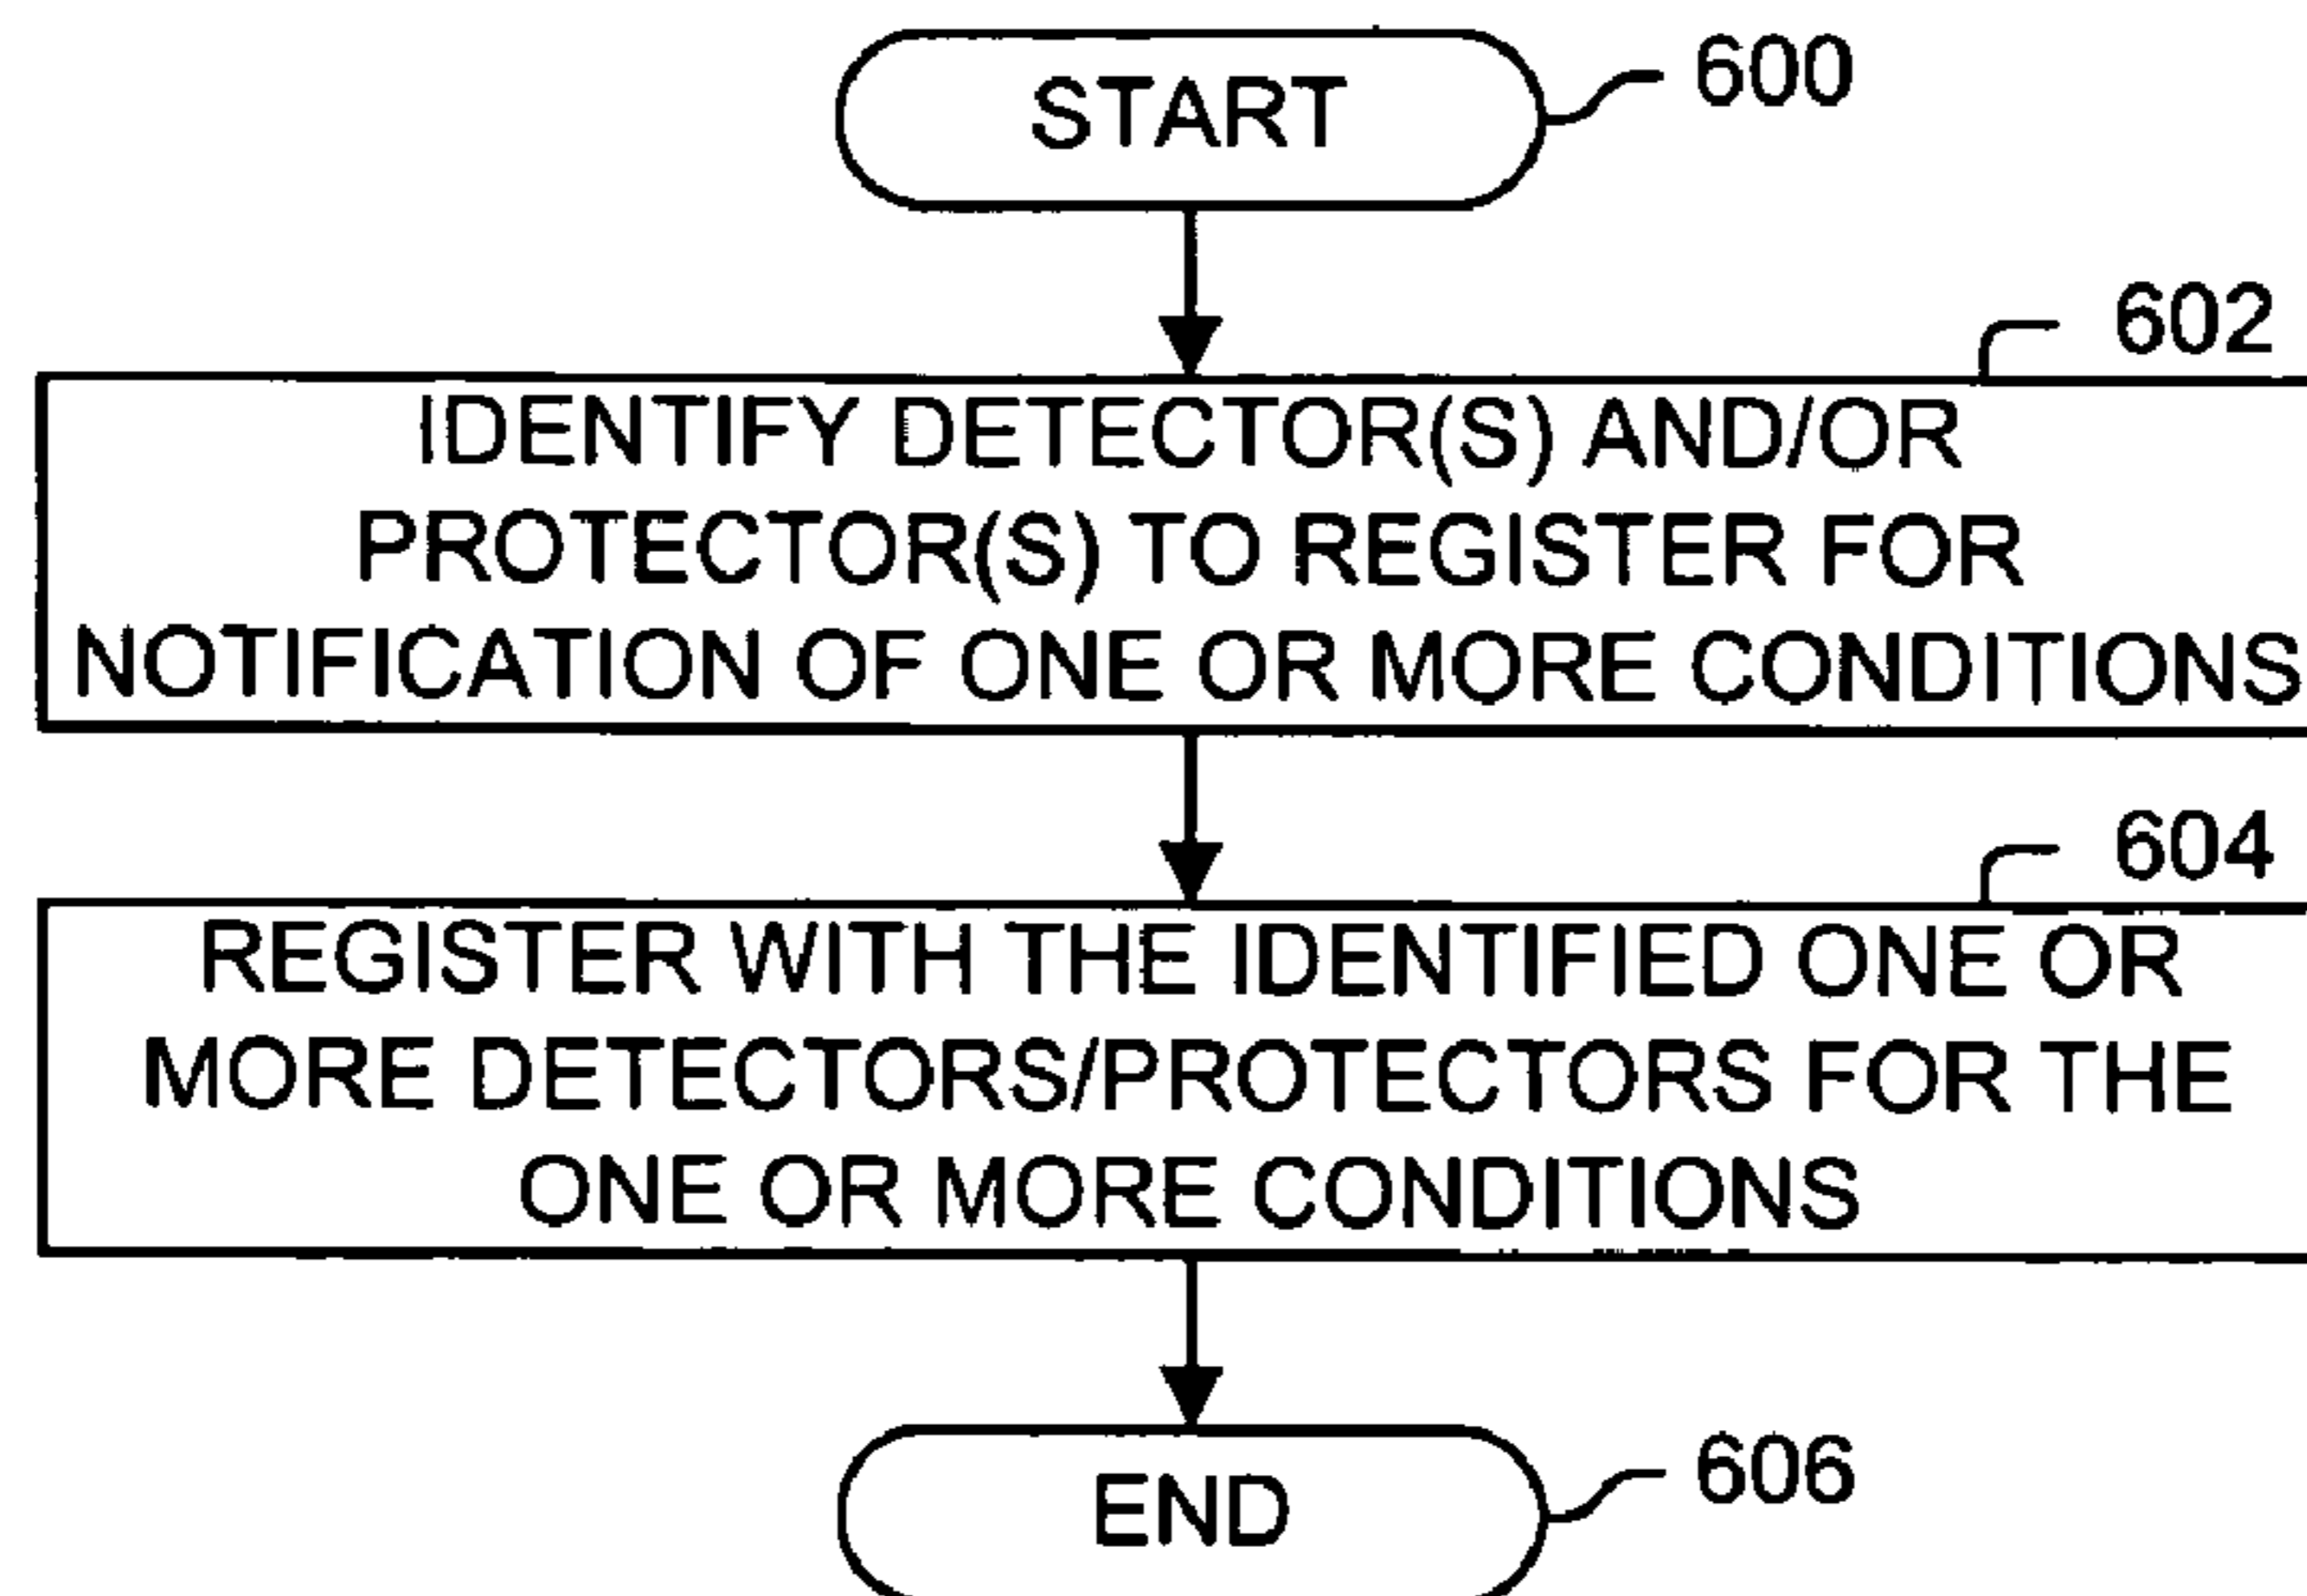 START
600
602
IDENTIFY DETECTOR(S) AND/OR
PROTECTOR(S) TO REGISTER FOR
NOTIFICATION OF ONE OR MORE CONDITIONS
604
REGISTER WITH THE IDENTIFIED ONE OR
MORE DETECTORS/PROTECTORS FOR THE
ONE OR MORE CONDITIONS
END
606